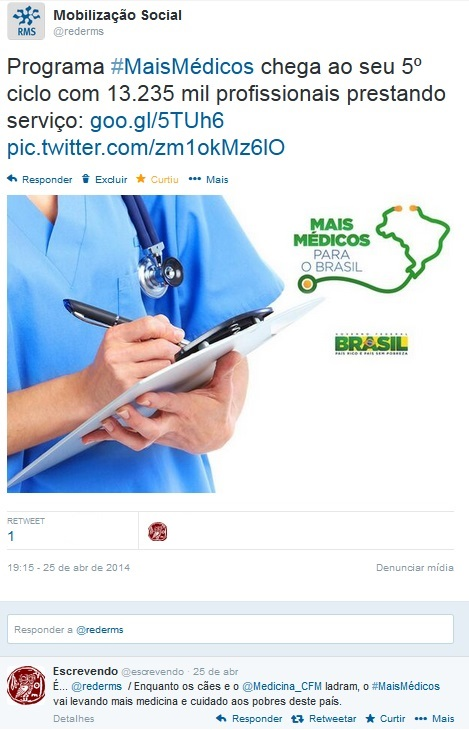 RMS
Mobilização Social
@rederms
Programa #MaisMédicos chega ao seu 5º
ciclo com 13.235 mil profissionais prestando
serviço: goo.gl/5TUh6
pic.twitter.com/zm1okMz6lO
Responder Excluir Curtiu Mais
MAIS
MÉDICOS
PARA
O BRASIL
GOVERNO FEDERAL
BRASIL
PAÍS RICO É PAÍS SEM POBREZA
RETWEET
1
19:15 - 25 de abr de 2014 Denunciar mídia
Responder a @rederms
Escrevendo @escrevendo · 25 de abr
É... @rederms / Enquanto os cães e o @Medicina_CFM ladram, o #MaisMédicos
vai levando mais medicina e cuidado aos pobres deste país.
Detalhes Responder Retweetar Curtir Mais